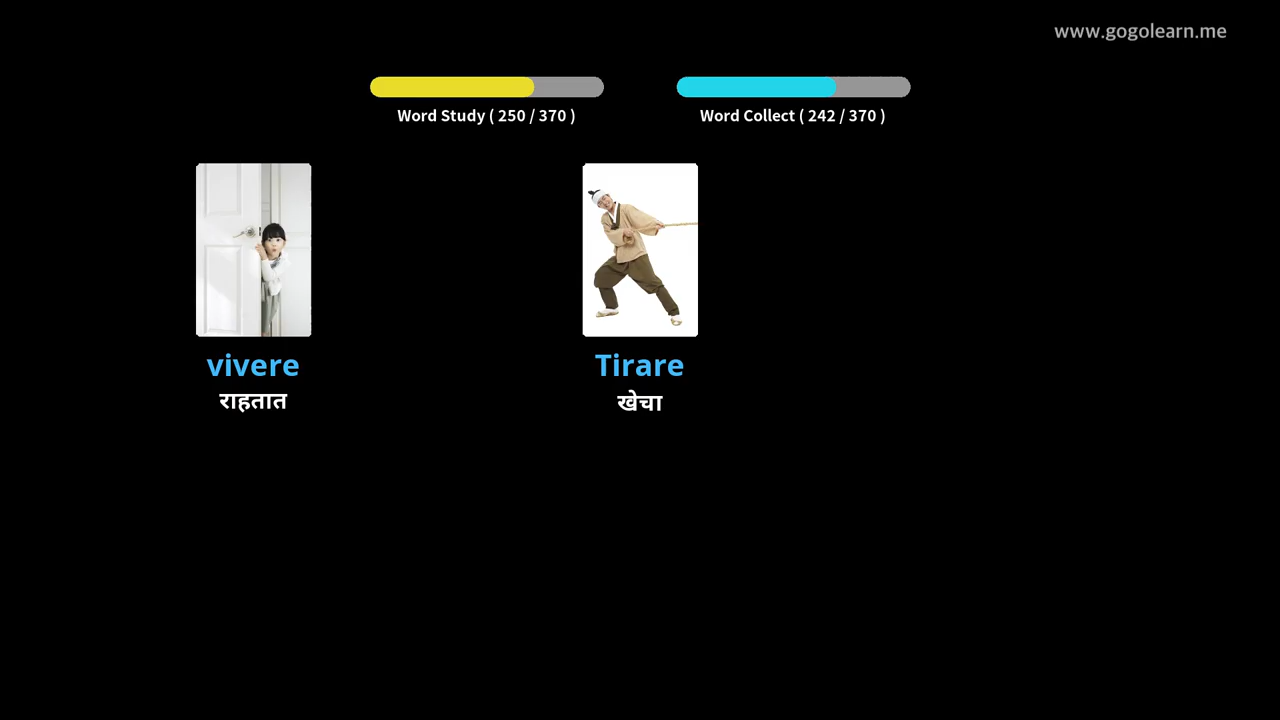 www.gogolearn.me
Word Study ( 250 / 370 )
Word Collect ( 242 / 370 )
vivere
राहतात
Tirare
खेचा